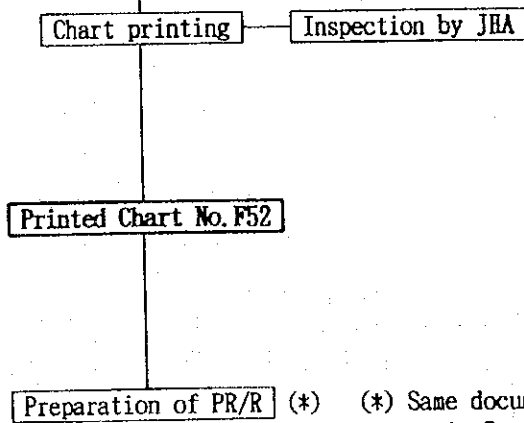 Chart printing Inspection by JHA
Printed Chart No. F52
Preparation of PR/R (*) (*) Same docu